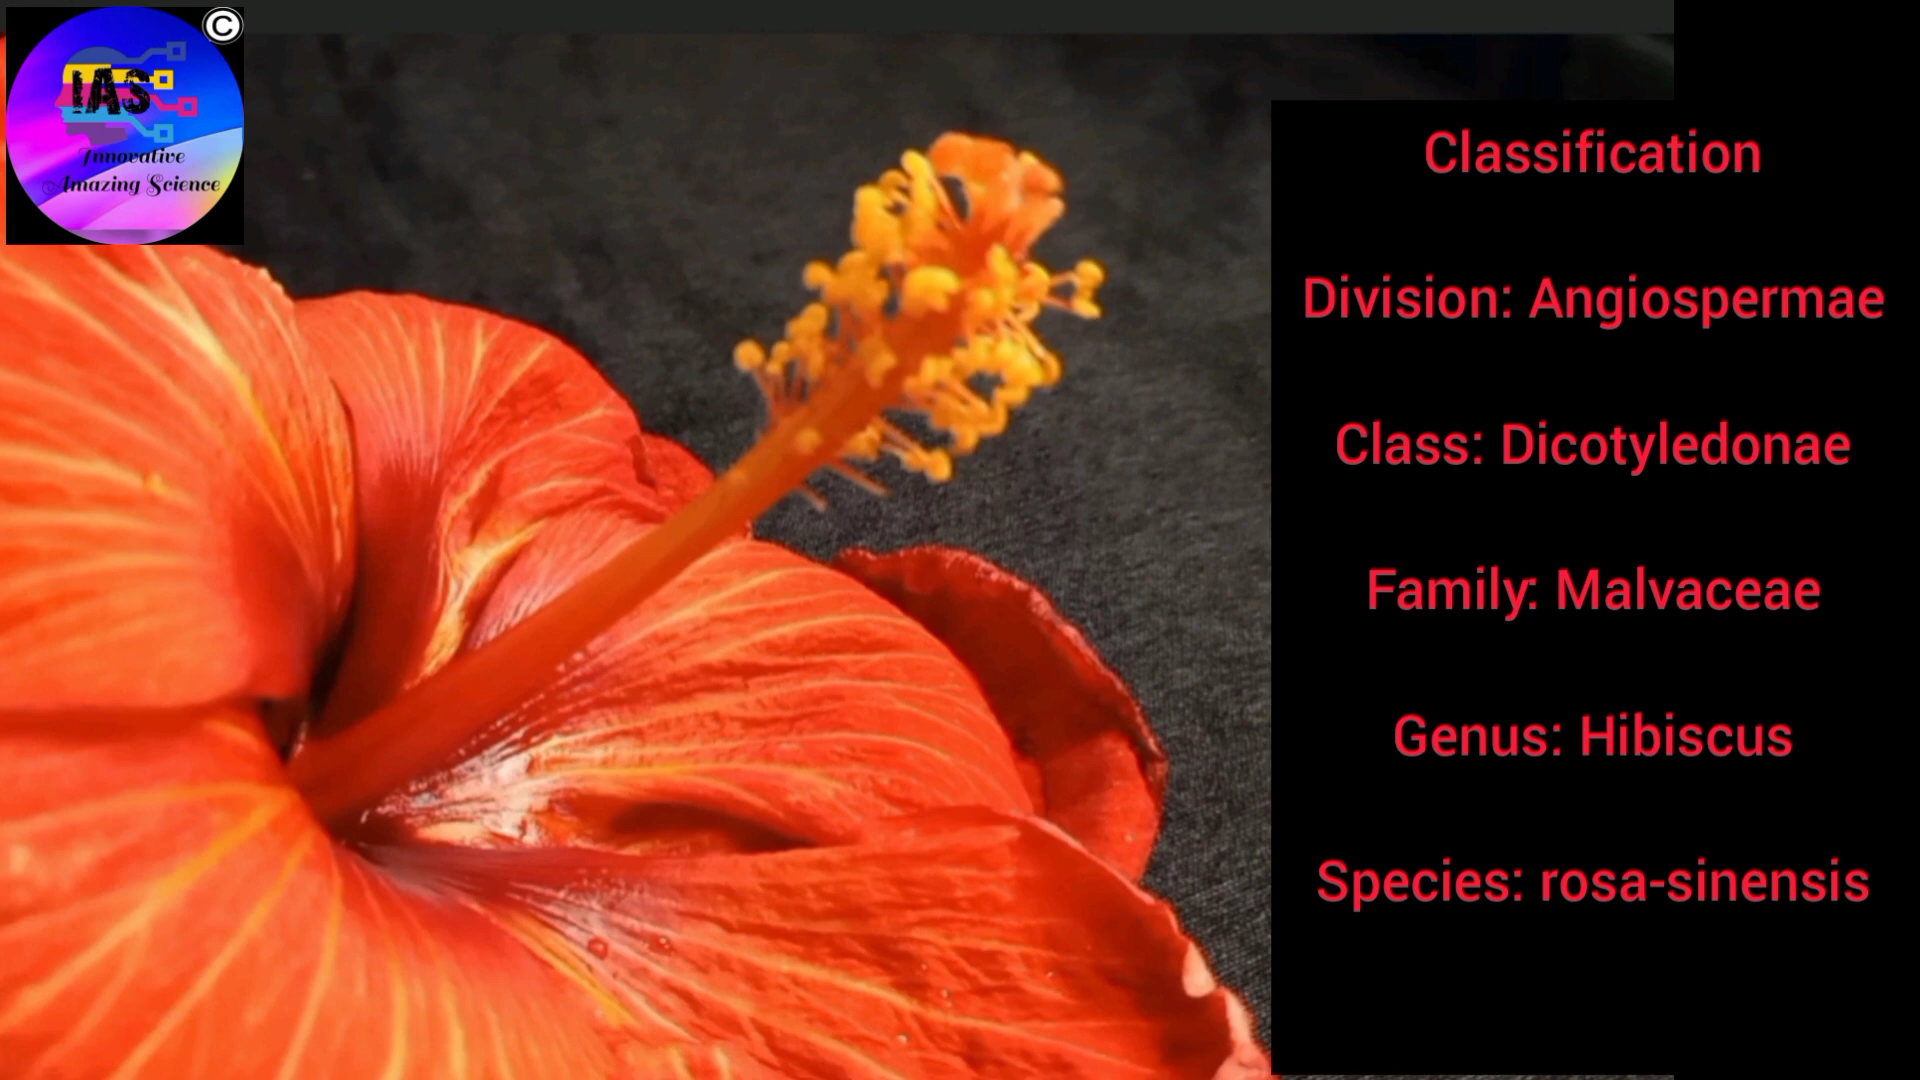 ©
IAS
Innovative
Amazing Science
Classification
Division: Angiospermae
Class: Dicotyledonae
Family: Malvaceae
Genus: Hibiscus
Species: rosa-sinensis